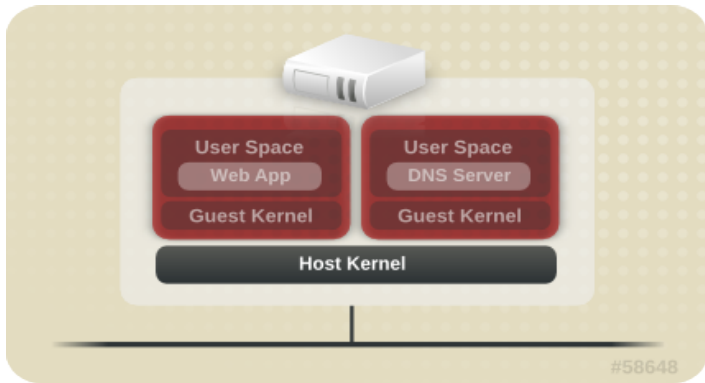 User Space
Web App
Guest Kernel
User Space
DNS Server
Guest Kernel
Host Kernel
#58648